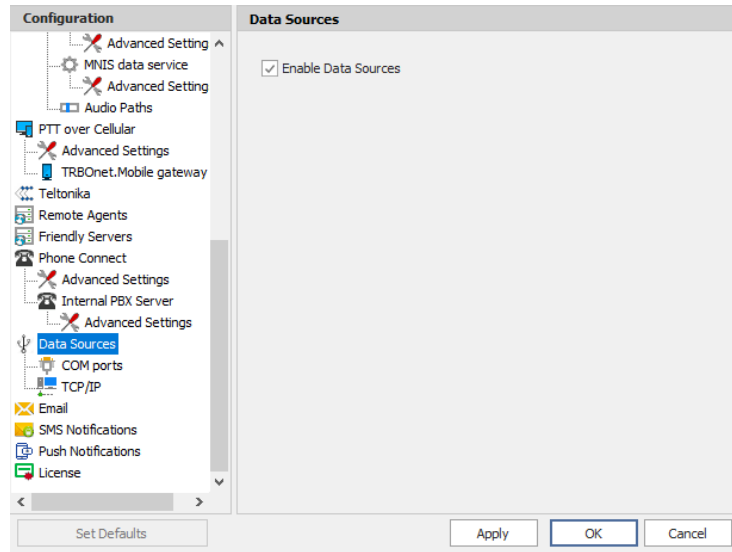 Configuration
Advanced Setting
MNIS data service
Advanced Setting
Audio Paths
PTT over Cellular
Advanced Settings
TRBOnet.Mobile gateway
Teltonika
Remote Agents
Friendly Servers
Phone Connect
Advanced Settings
Internal PBX Server
Advanced Settings
Data Sources
COM ports
TCP/IP
Email
SMS Notifications
Push Notifications
License
Set Defaults
Data Sources
Enable Data Sources
Apply
OK
Cancel